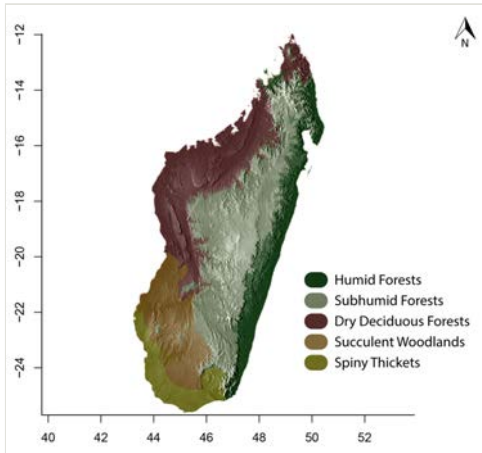 N
−12
−14
−16
−18
−20
−22
−24
Humid Forests
Subhumid Forests
Dry Deciduous Forests
Succulent Woodlands
Spiny Thickets
40 42 44 46 48 50 52